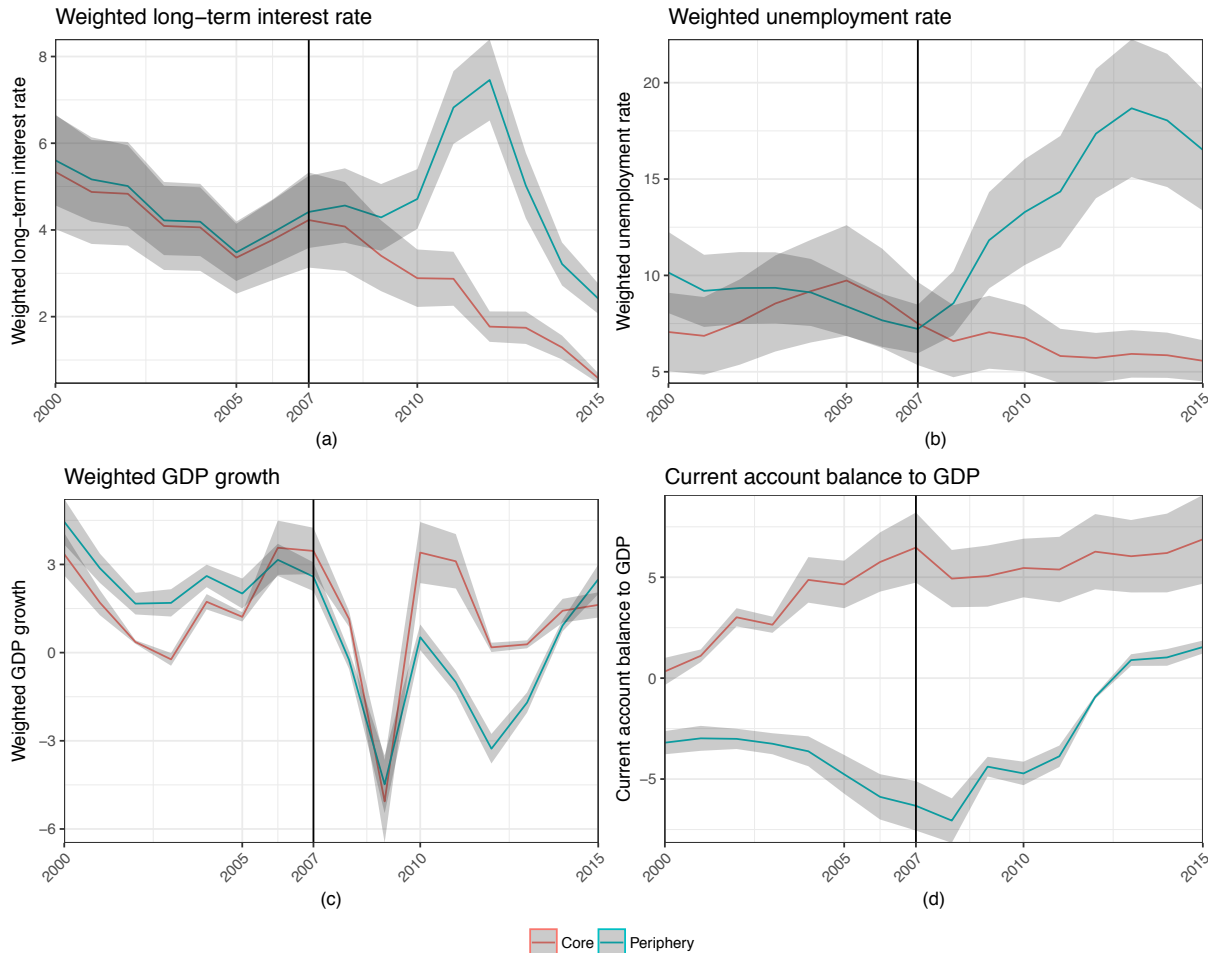 Weighted long−term interest rate
Weighted long−term interest rate
8
6
4
2
2000
2005
2007
2010
2015
(a)
Weighted unemployment rate
Weighted unemployment rate
20
15
10
5
2000
2005
2007
2010
2015
(b)
Weighted GDP growth
Weighted GDP growth
3
0
−3
−6
2000
2005
2007
2010
2015
(c)
Current account balance to GDP
Current account balance to GDP
5
0
−5
2000
2005
2007
2010
2015
(d)
Core Periphery